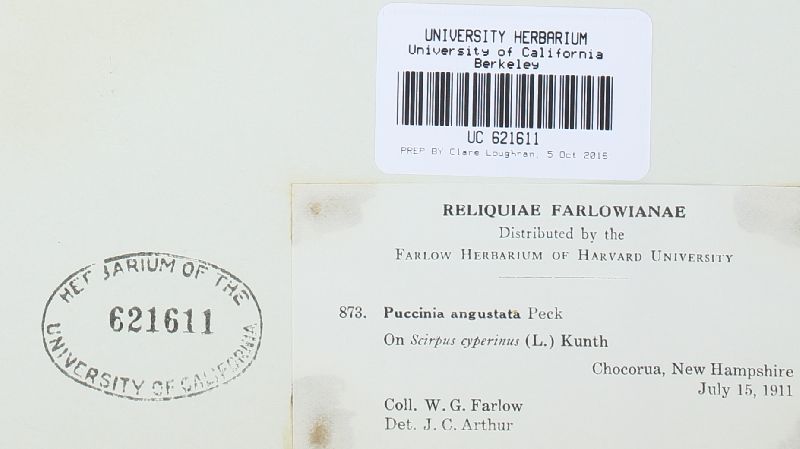 UNIVERSITY HERBARIUM
University of California
Berkeley
UC 621611
PREP BY Clare Loughran, 5 Oct 2016
RELIQUIAE FARLOWIANAE
Distributed by the
FARLOW HERBARIUM OF HARVARD UNIVERSITY
873. Puccinia angustata Peck
On Scirpus cyperinus (L.) Kunth
Chocorua, New Hampshire
July 15, 1911
Coll. W. G. Farlow
Det. J. C. Arthur
HERBARIUM OF THE
621611
UNIVERSITY OF CALIFORNIA